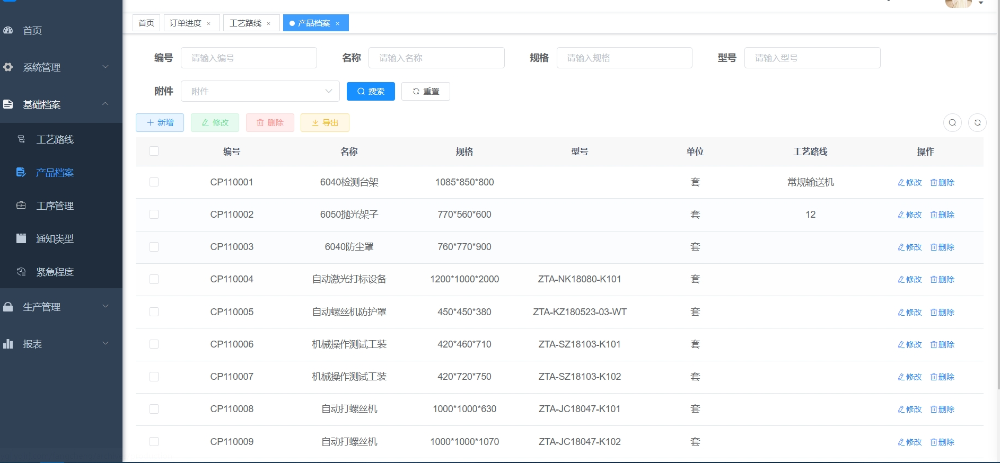 首页
系统管理
基础档案
工艺路线
产品档案
工序管理
通知类型
紧急程度
生产管理
报表
首页 订单进度 × 工艺路线 × 产品档案 ×
编号 请输入编号 名称 请输入名称 规格 请输入规格 型号 请输入型号
附件 附件 搜索 重置
新增 修改 删除 导出
编号 名称 规格 型号 单位 工艺路线 操作
CP110001 6040检测台架 1085*850*800 套 常规输送机 修改 删除
CP110002 6050抛光架子 770*560*600 套 12 修改 删除
CP110003 6040防尘罩 760*770*900 套 修改 删除
CP110004 自动激光打标设备 1200*1000*2000 ZTA-NK18080-K101 套 修改 删除
CP110005 自动螺丝机防护罩 450*450*380 ZTA-KZ180523-03-WT 套 修改 删除
CP110006 机械操作测试工装 420*460*710 ZTA-SZ18103-K101 套 修改 删除
CP110007 机械操作测试工装 420*720*750 ZTA-SZ18103-K102 套 修改 删除
CP110008 自动打螺丝机 1000*1000*630 ZTA-JC18047-K101 套 修改 删除
CP110009 自动打螺丝机 1000*1000*1070 ZTA-JC18047-K102 套 修改 删除